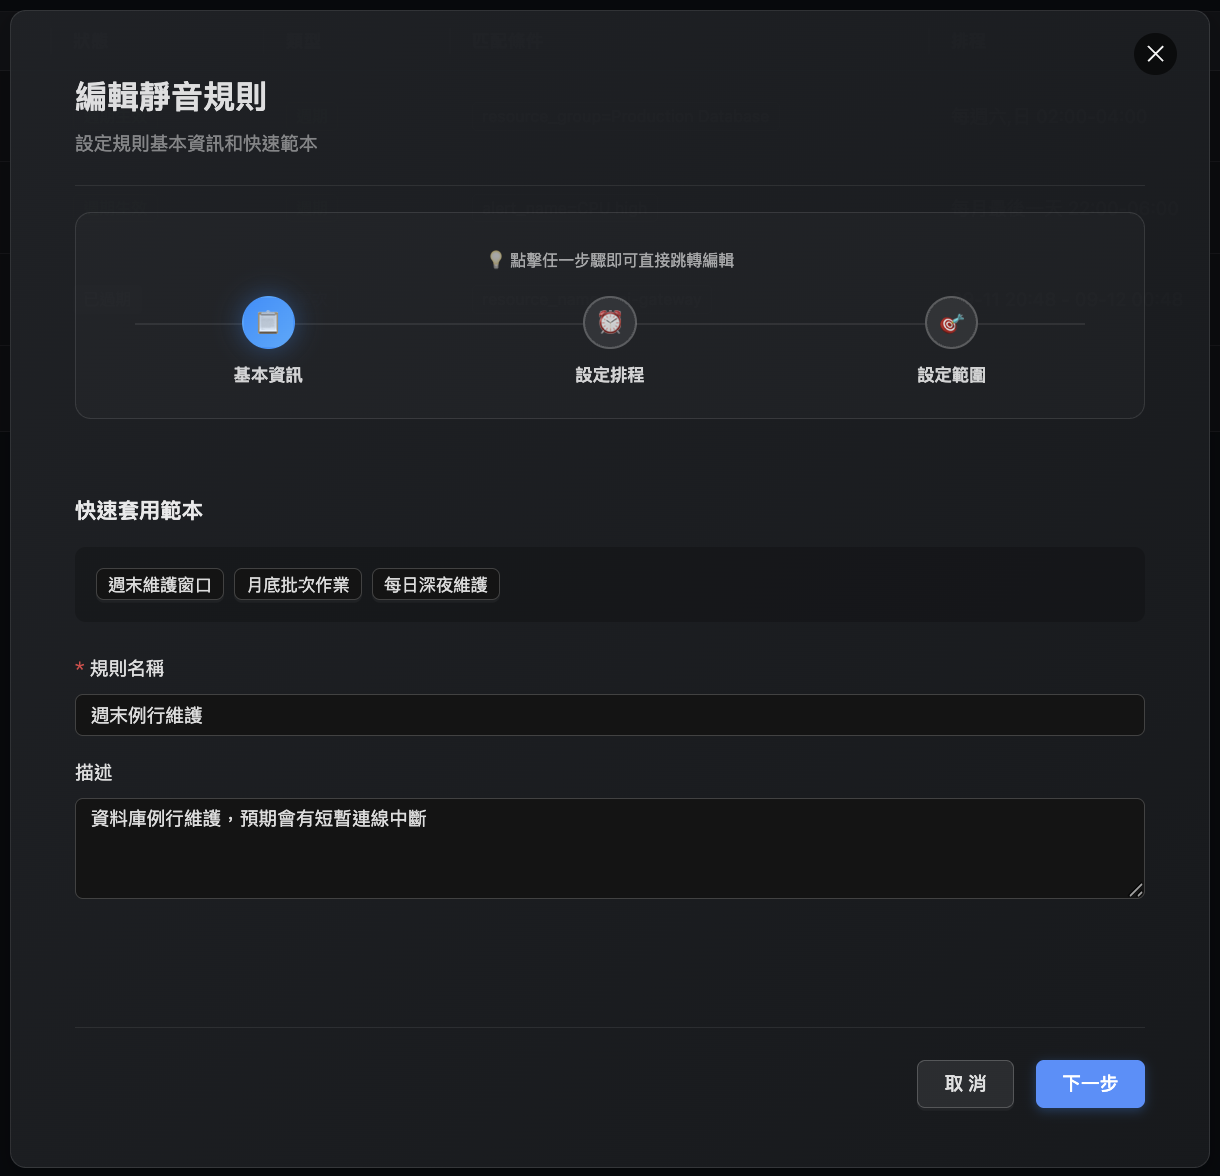 編輯靜音規則
設定規則基本資訊和快速範本
點擊任一步驟即可直接跳轉編輯
基本資訊
設定排程
設定範圍
快速套用範本
週末維護窗口
月底批次作業
每日深夜維護
* 規則名稱
週末例行維護
描述
資料庫例行維護，預期會有短暫連線中斷
取 消
下一步